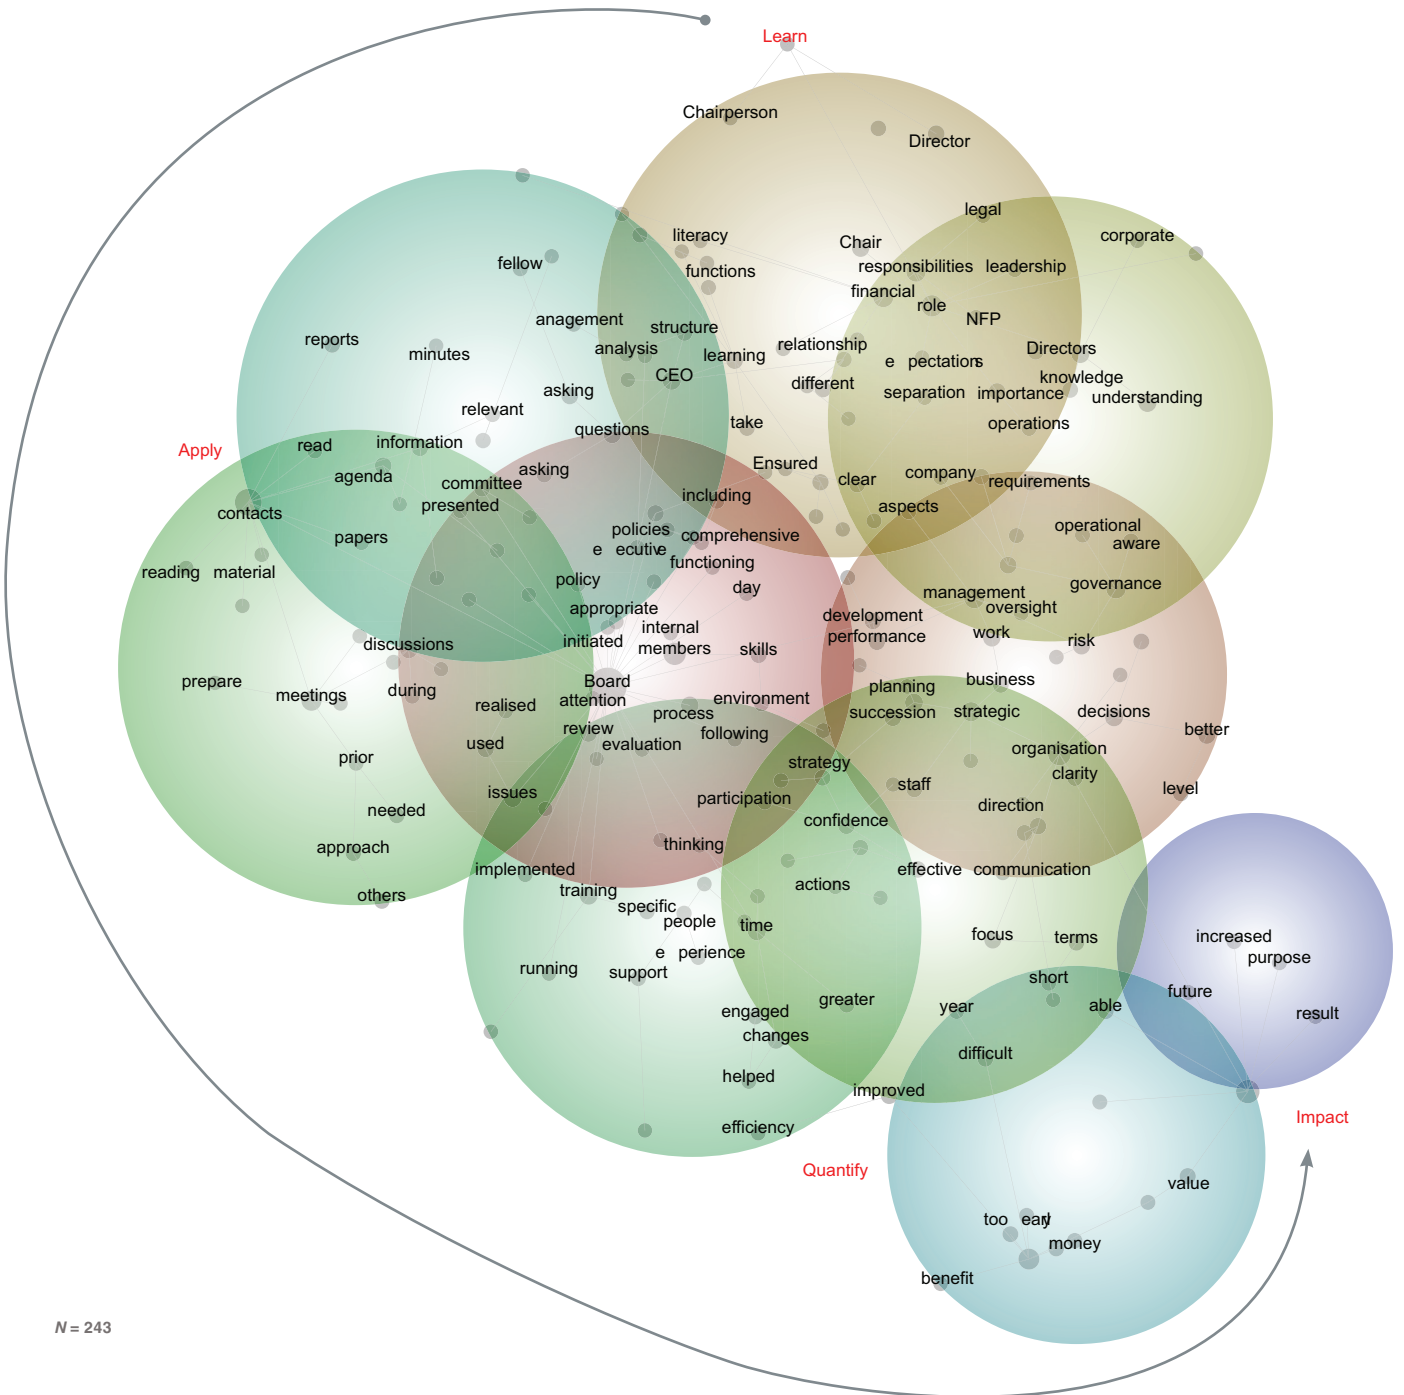 Learn
Chairperson
Director
legal
corporate
literacy
Chair
fellow
functions
responsibilities
leadership
financial
role
NFP
anagement
structure
reports
minutes
analysis
learning
relationship
Directors
e pectations
CEO
different
knowledge
asking
separation
importance
understanding
relevant
take
operations
questions
Apply
read
information
asking
Ensured
agenda
committee
clear
company
requirements
presented
including
aspects
contacts
operational
papers
policies
comprehensive
aware
e ecutive
functioning
reading
material
policy
day
management
governance
appropriate
oversight
development
internal
performance
work
risk
discussions
initiated
members
skills
prepare
meetings
during
Board
business
planning
attention
environment
realised
process
succession
strategic
decisions
review
following
better
used
evaluation
organisation
prior
strategy
clarity
issues
participation
staff
level
needed
direction
confidence
approach
thinking
implemented
effective
communication
others
training
actions
specific
people
time
focus
terms
increased
e perience
purpose
running
support
short
future
engaged
greater
year
able
result
changes
difficult
helped
improved
efficiency
Impact
Quantify
value
too
early
money
benefit
N = 243